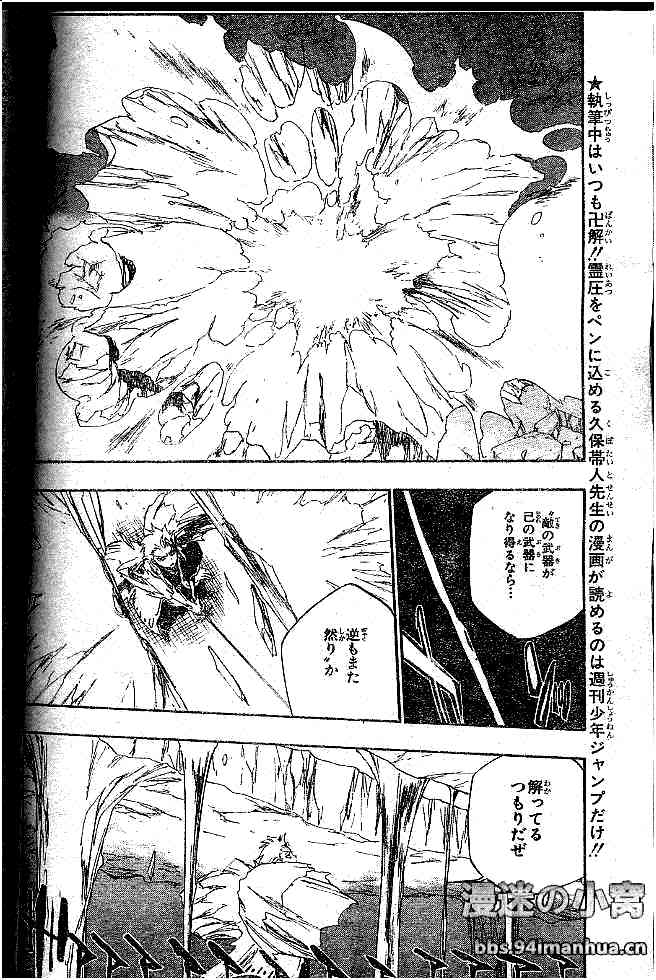 ★執筆中はいつも卍解!!霊圧をペンに込める久保帯人先生の漫画が読めるのは週刊少年ジャンプだけ!!
“敵の武器が
己の武器に
なり得るなら…
逆もまた
然り”か
解ってる
つもりだぜ
漫迷の小窝
bbs.94imanhua.cn